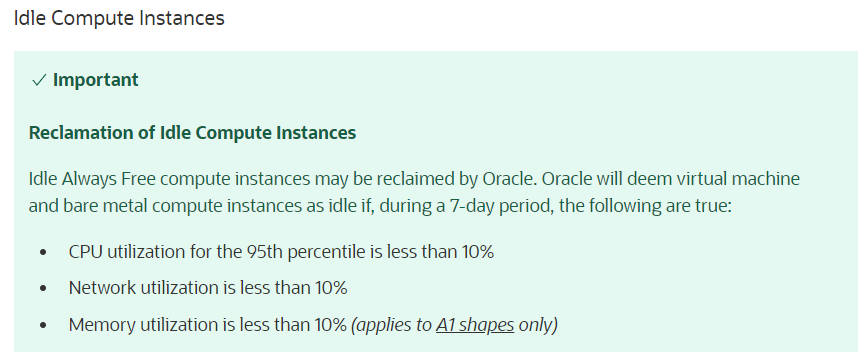 Idle Compute Instances
✓ Important
Reclamation of Idle Compute Instances
Idle Always Free compute instances may be reclaimed by Oracle. Oracle will deem virtual machine
and bare metal compute instances as idle if, during a 7-day period, the following are true:
• CPU utilization for the 95th percentile is less than 10%
• Network utilization is less than 10%
• Memory utilization is less than 10% (applies to A1 shapes only)